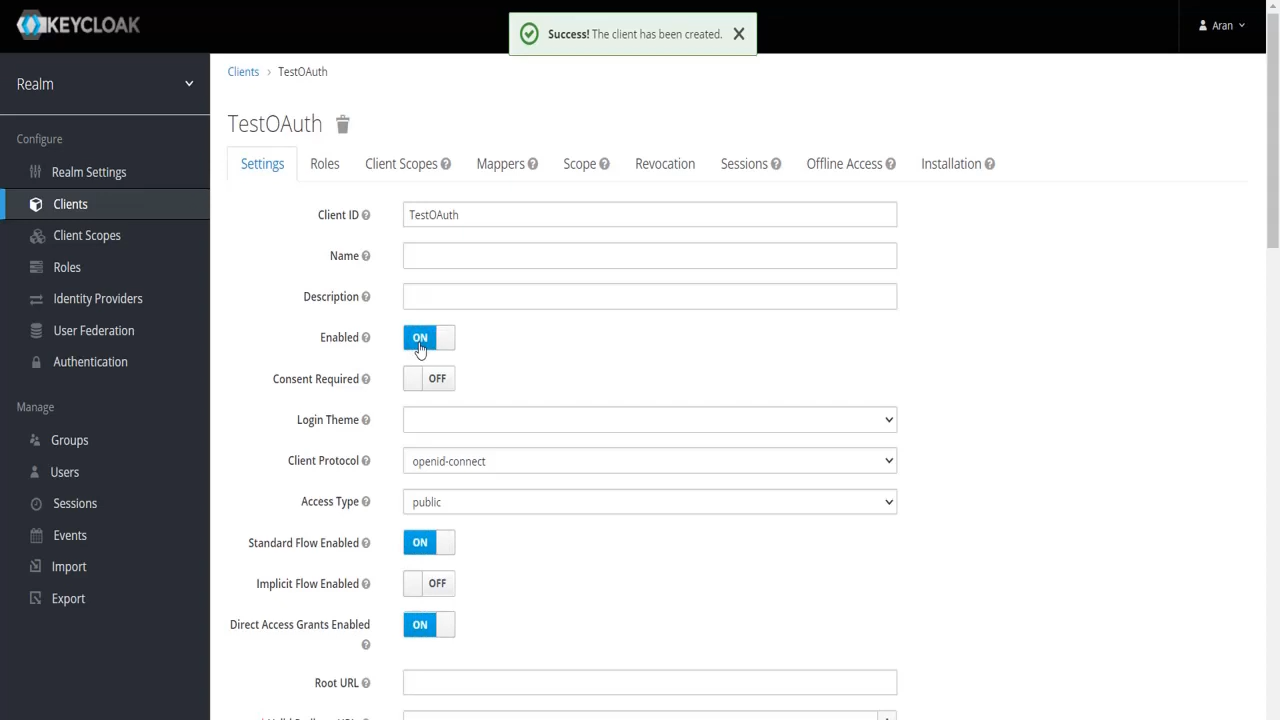 KEYCLOAK
Success! The client has been created.
Aran
Realm
Clients > TestOAuth
TestOAuth
Configure
Realm Settings
Clients
Client Scopes
Roles
Identity Providers
User Federation
Authentication
Manage
Groups
Users
Sessions
Events
Import
Export
Settings Roles Client Scopes Mappers Scope Revocation Sessions Offline Access Installation
Client ID TestOAuth
Name
Description
Enabled ON
Consent Required OFF
Login Theme
Client Protocol openid-connect
Access Type public
Standard Flow Enabled ON
Implicit Flow Enabled OFF
Direct Access Grants Enabled ON
Root URL